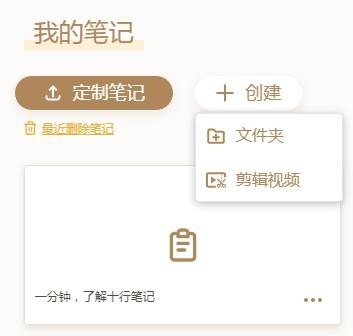 我的笔记
定制笔记
创建
最近删除笔记
文件夹
剪辑视频
一分钟，了解十行笔记